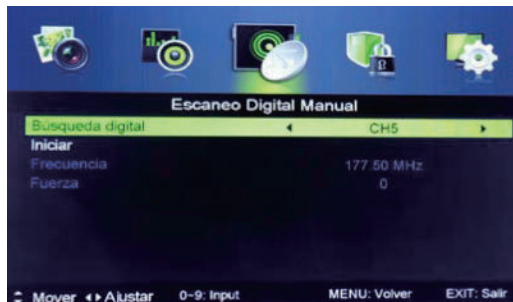 Escaneo Digital Manual
Búsqueda digital CH5
Iniciar
Frecuencia 177.50 MHz
Fuerza 0
Mover Ajustar 0~9: Input MENU: Volver EXIT: Salir